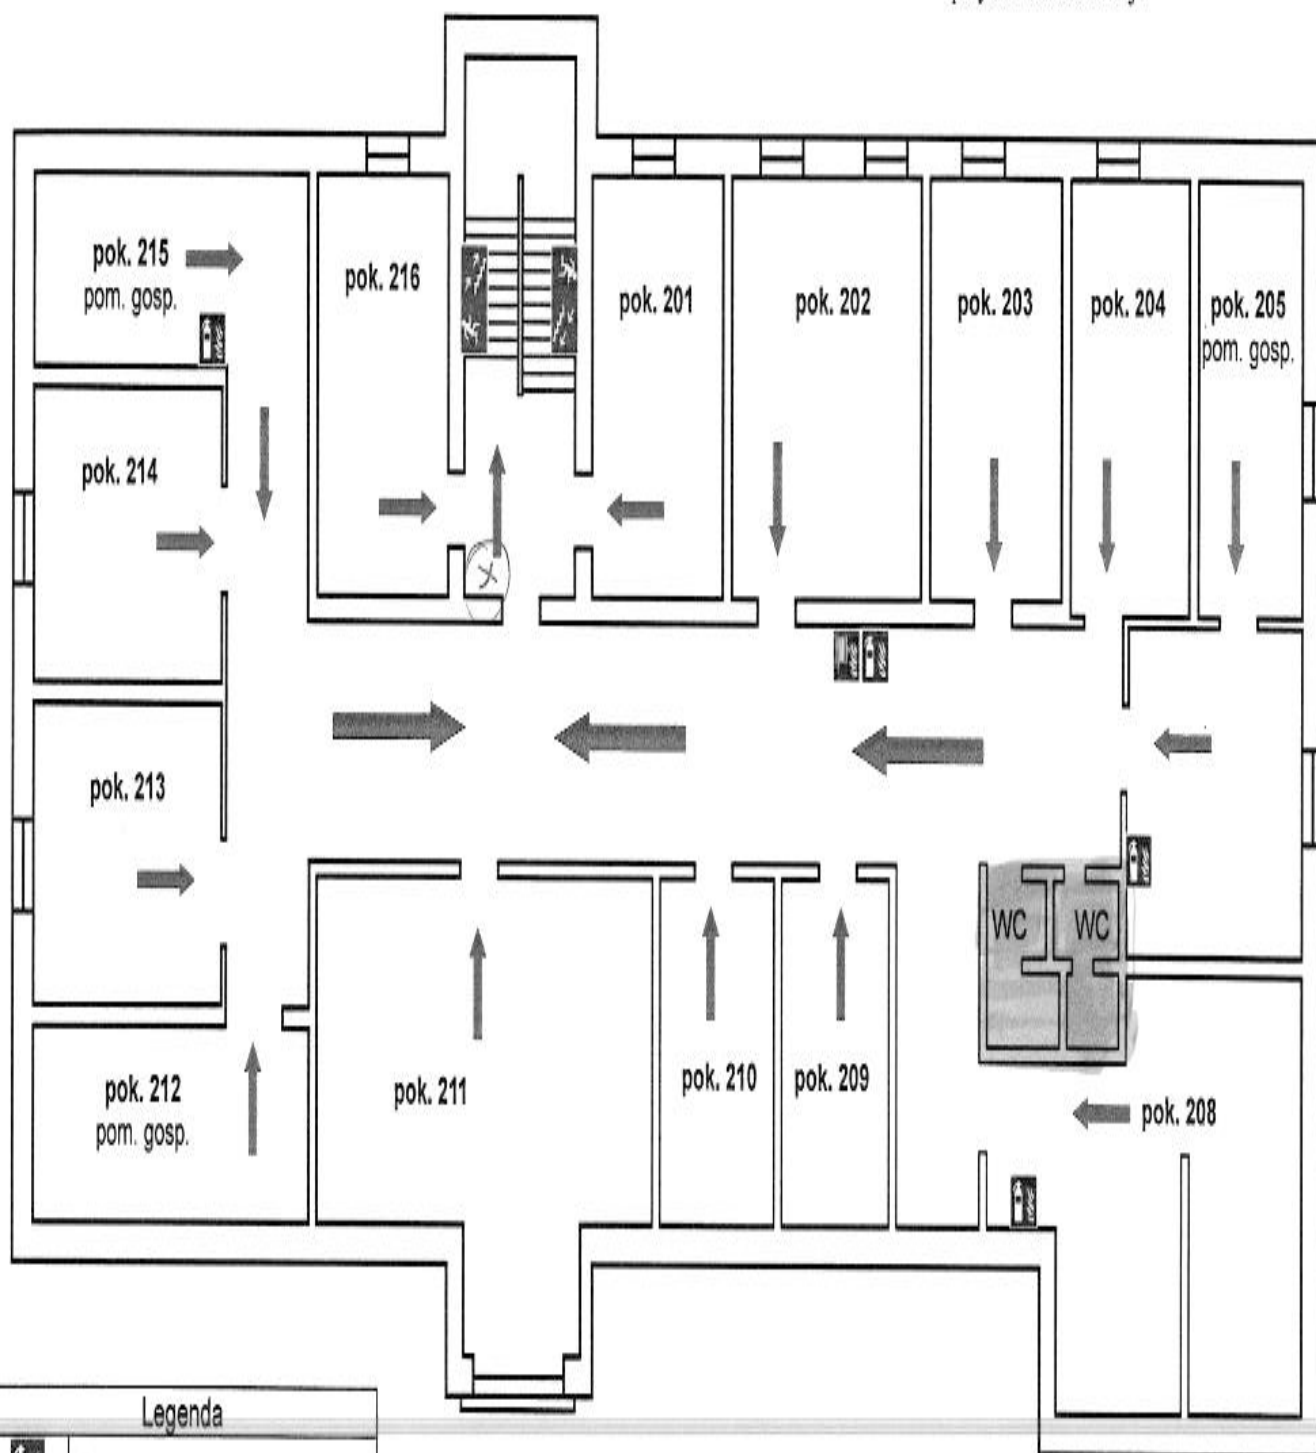 pok. 215
pom. gosp.
pok. 216
pok. 201
pok. 202
pok. 203
pok. 204
pok. 205
pom. gosp.
pok. 214
pok. 213
WC
WC
pok. 212
pom. gosp.
pok. 211
pok. 210
pok. 209
pok. 208
Legenda